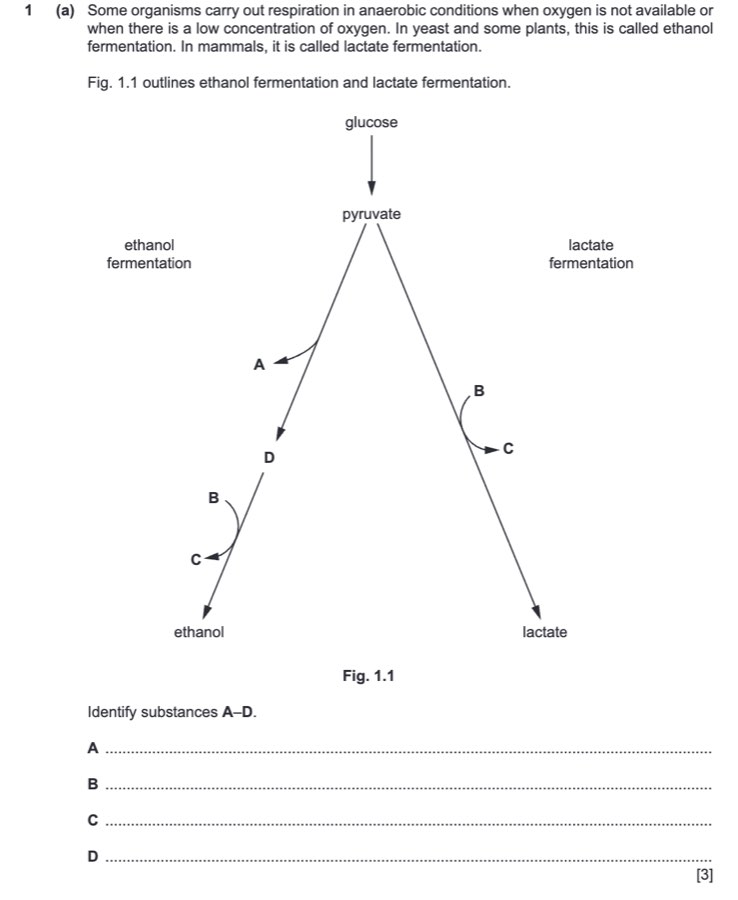 1 (a) Some organisms carry out respiration in anaerobic conditions when oxygen is not available or
when there is a low concentration of oxygen. In yeast and some plants, this is called ethanol
fermentation. In mammals, it is called lactate fermentation.
Fig. 1.1 outlines ethanol fermentation and lactate fermentation.
glucose
pyruvate
ethanol
fermentation
lactate
fermentation
A
B
C
D
B
C
ethanol
lactate
Fig. 1.1
Identify substances A–D.
A ........................................................................
B ........................................................................
C ........................................................................
D ........................................................................
[3]